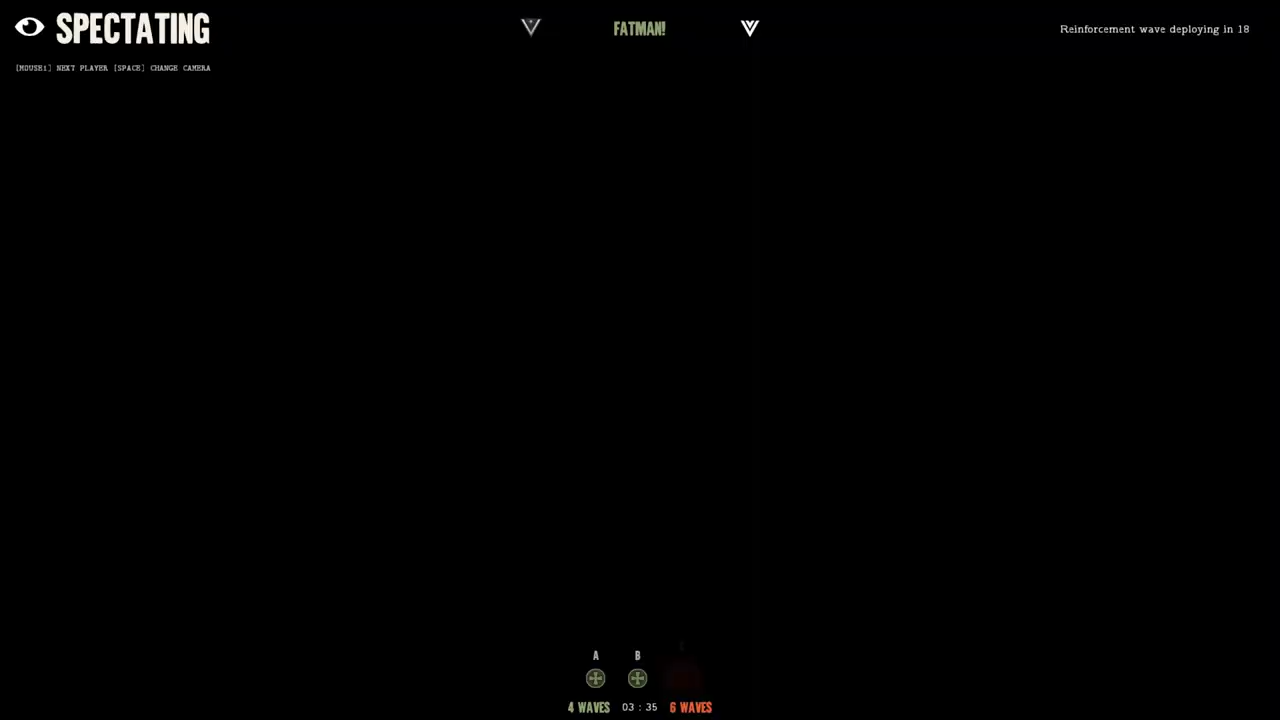 SPECTATING
FATMAN!
Reinforcement wave deploying in 18
[MOUSE1] NEXT PLAYER [SPACE] CHANGE CAMERA
A B C
4 WAVES 03 : 35 6 WAVES